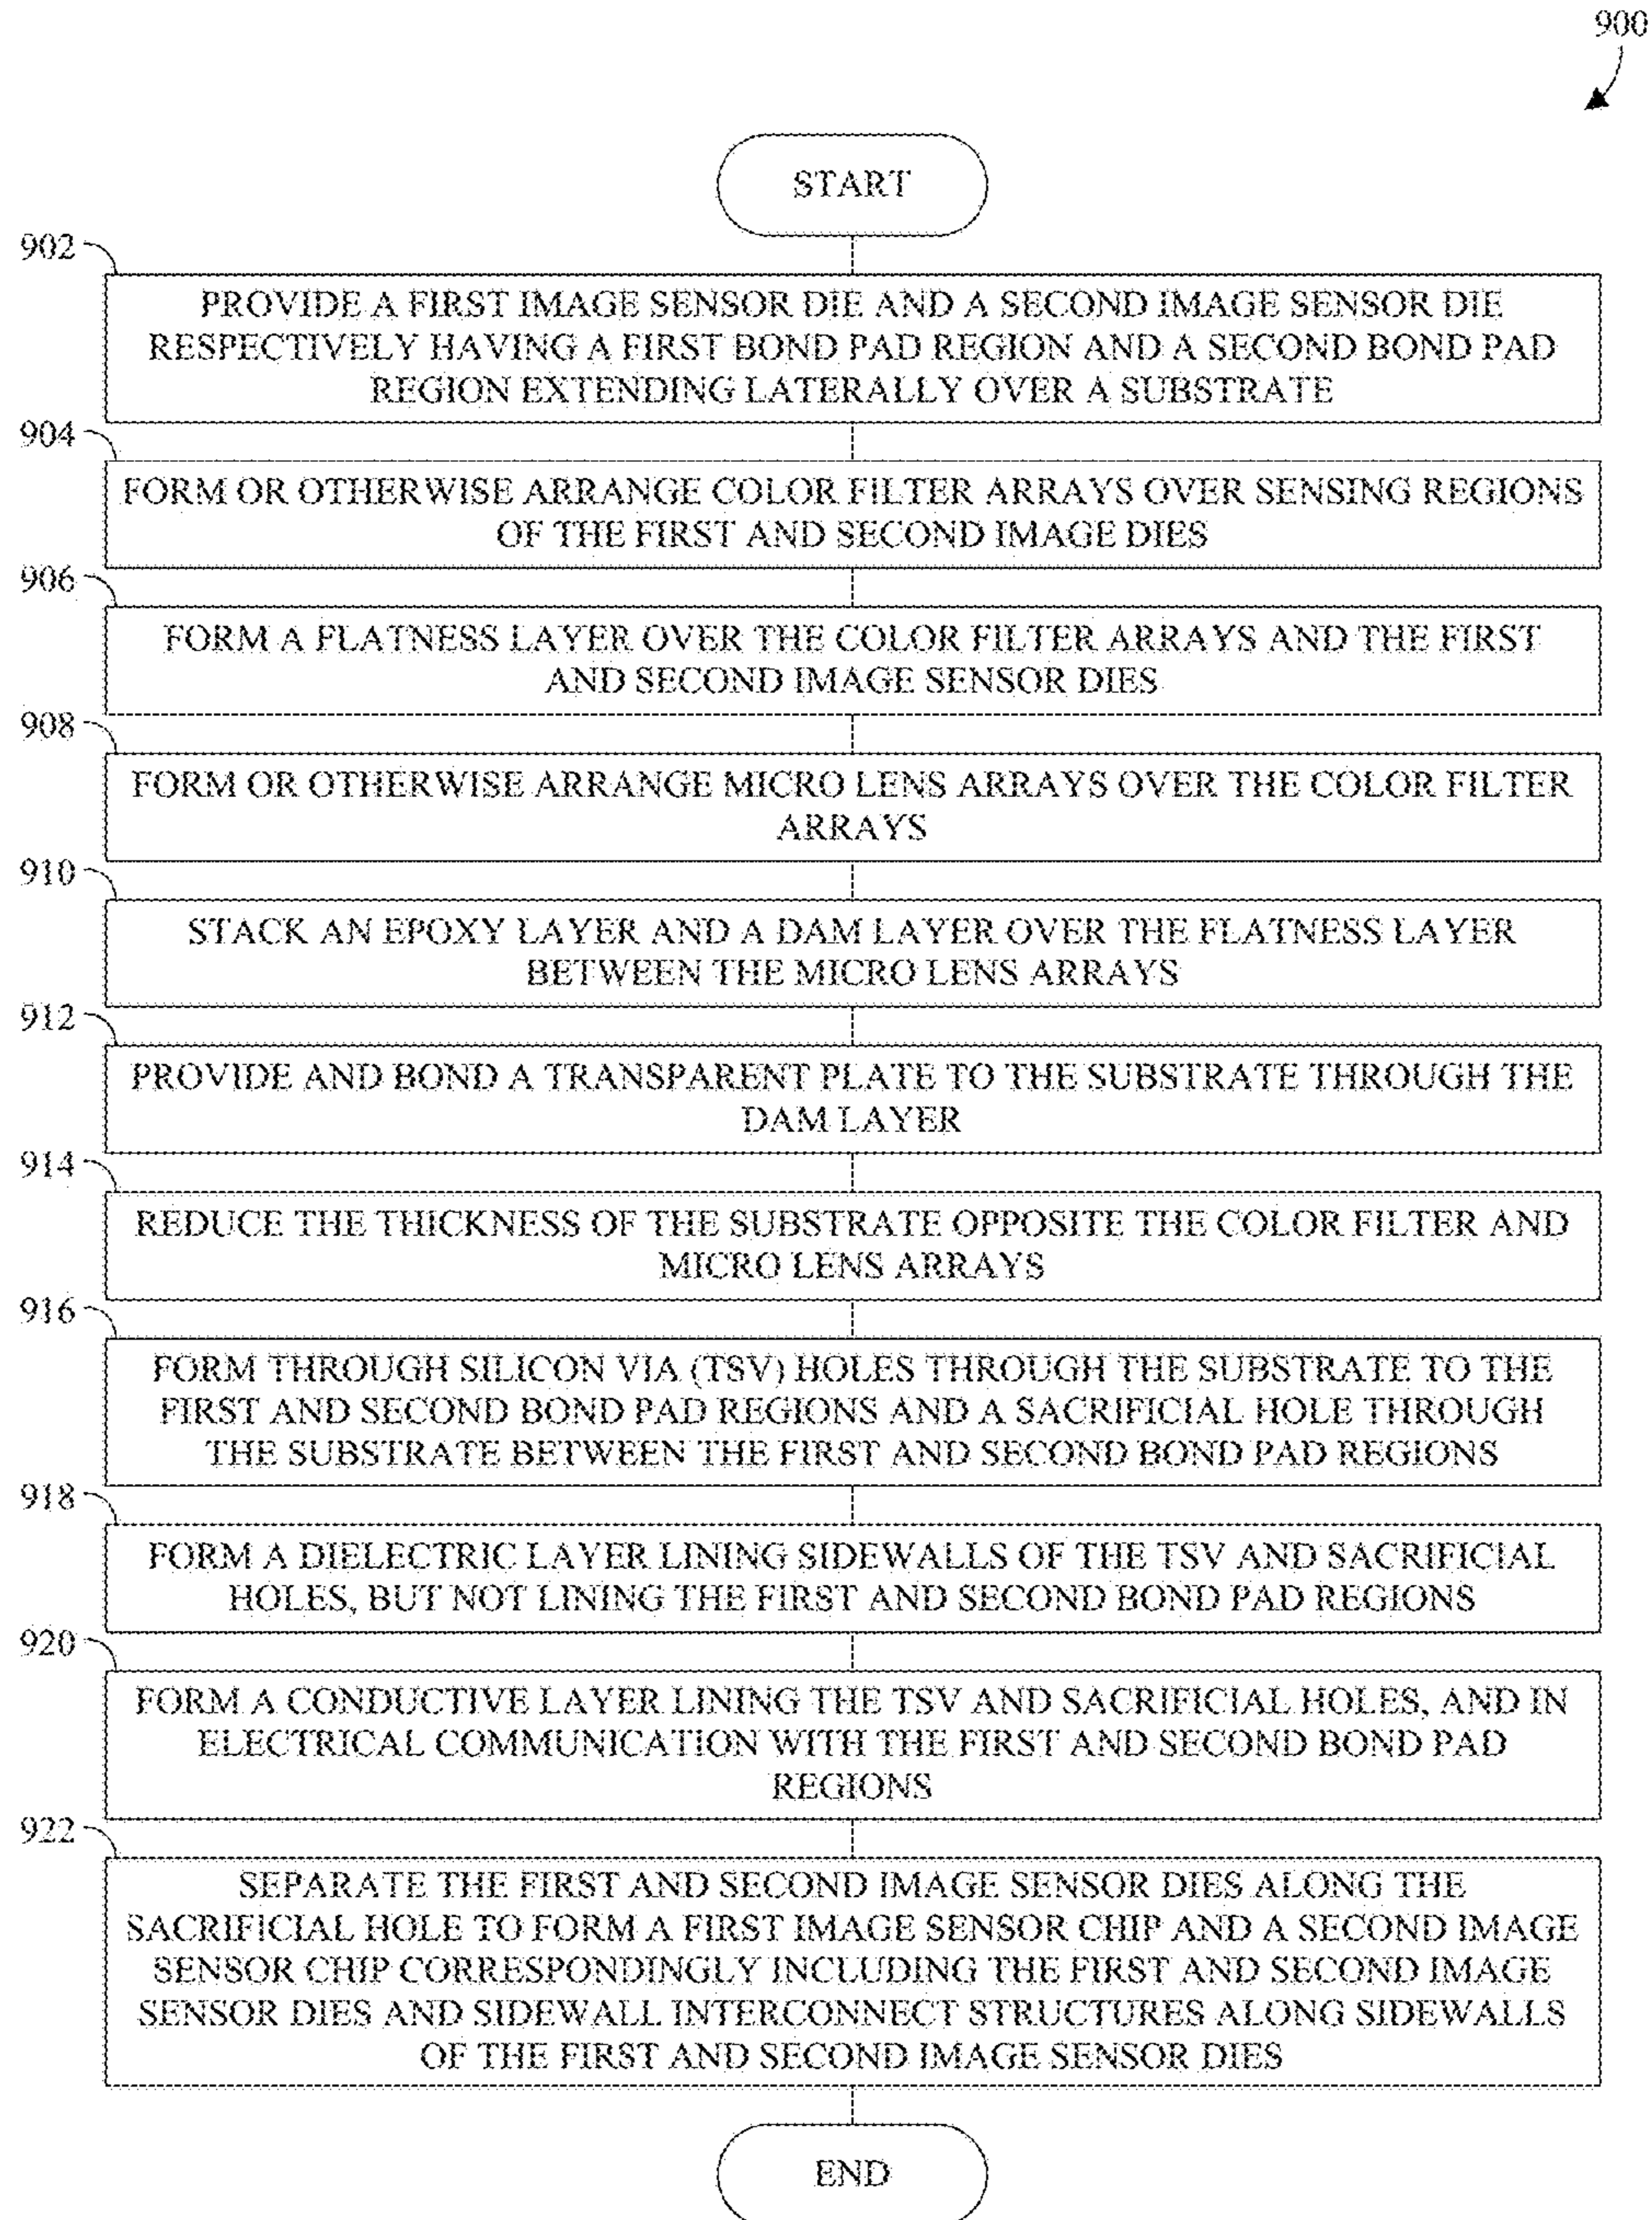 900
START
902
PROVIDE A FIRST IMAGE SENSOR DIE AND A SECOND IMAGE SENSOR DIE
RESPECTIVELY HAVING A FIRST BOND PAD REGION AND A SECOND BOND PAD
REGION EXTENDING LATERALLY OVER A SUBSTRATE
904
FORM OR OTHERWISE ARRANGE COLOR FILTER ARRAYS OVER SENSING REGIONS
OF THE FIRST AND SECOND IMAGE DIES
906
FORM A FLATNESS LAYER OVER THE COLOR FILTER ARRAYS AND THE FIRST
AND SECOND IMAGE SENSOR DIES
908
FORM OR OTHERWISE ARRANGE MICRO LENS ARRAYS OVER THE COLOR FILTER
ARRAYS
910
STACK AN EPOXY LAYER AND A DAM LAYER OVER THE FLATNESS LAYER
BETWEEN THE MICRO LENS ARRAYS
912
PROVIDE AND BOND A TRANSPARENT PLATE TO THE SUBSTRATE THROUGH THE
DAM LAYER
914
REDUCE THE THICKNESS OF THE SUBSTRATE OPPOSITE THE COLOR FILTER AND
MICRO LENS ARRAYS
916
FORM THROUGH SILICON VIA (TSV) HOLES THROUGH THE SUBSTRATE TO THE
FIRST AND SECOND BOND PAD REGIONS AND A SACRIFICIAL HOLE THROUGH
THE SUBSTRATE BETWEEN THE FIRST AND SECOND BOND PAD REGIONS
918
FORM A DIELECTRIC LAYER LINING SIDEWALLS OF THE TSV AND SACRIFICIAL
HOLES, BUT NOT LINING THE FIRST AND SECOND BOND PAD REGIONS
920
FORM A CONDUCTIVE LAYER LINING THE TSV AND SACRIFICIAL HOLES, AND IN
ELECTRICAL COMMUNICATION WITH THE FIRST AND SECOND BOND PAD
REGIONS
922
SEPARATE THE FIRST AND SECOND IMAGE SENSOR DIES ALONG THE
SACRIFICIAL HOLE TO FORM A FIRST IMAGE SENSOR CHIP AND A SECOND IMAGE
SENSOR CHIP CORRESPONDINGLY INCLUDING THE FIRST AND SECOND IMAGE
SENSOR DIES AND SIDEWALL INTERCONNECT STRUCTURES ALONG SIDEWALLS
OF THE FIRST AND SECOND IMAGE SENSOR DIES
END